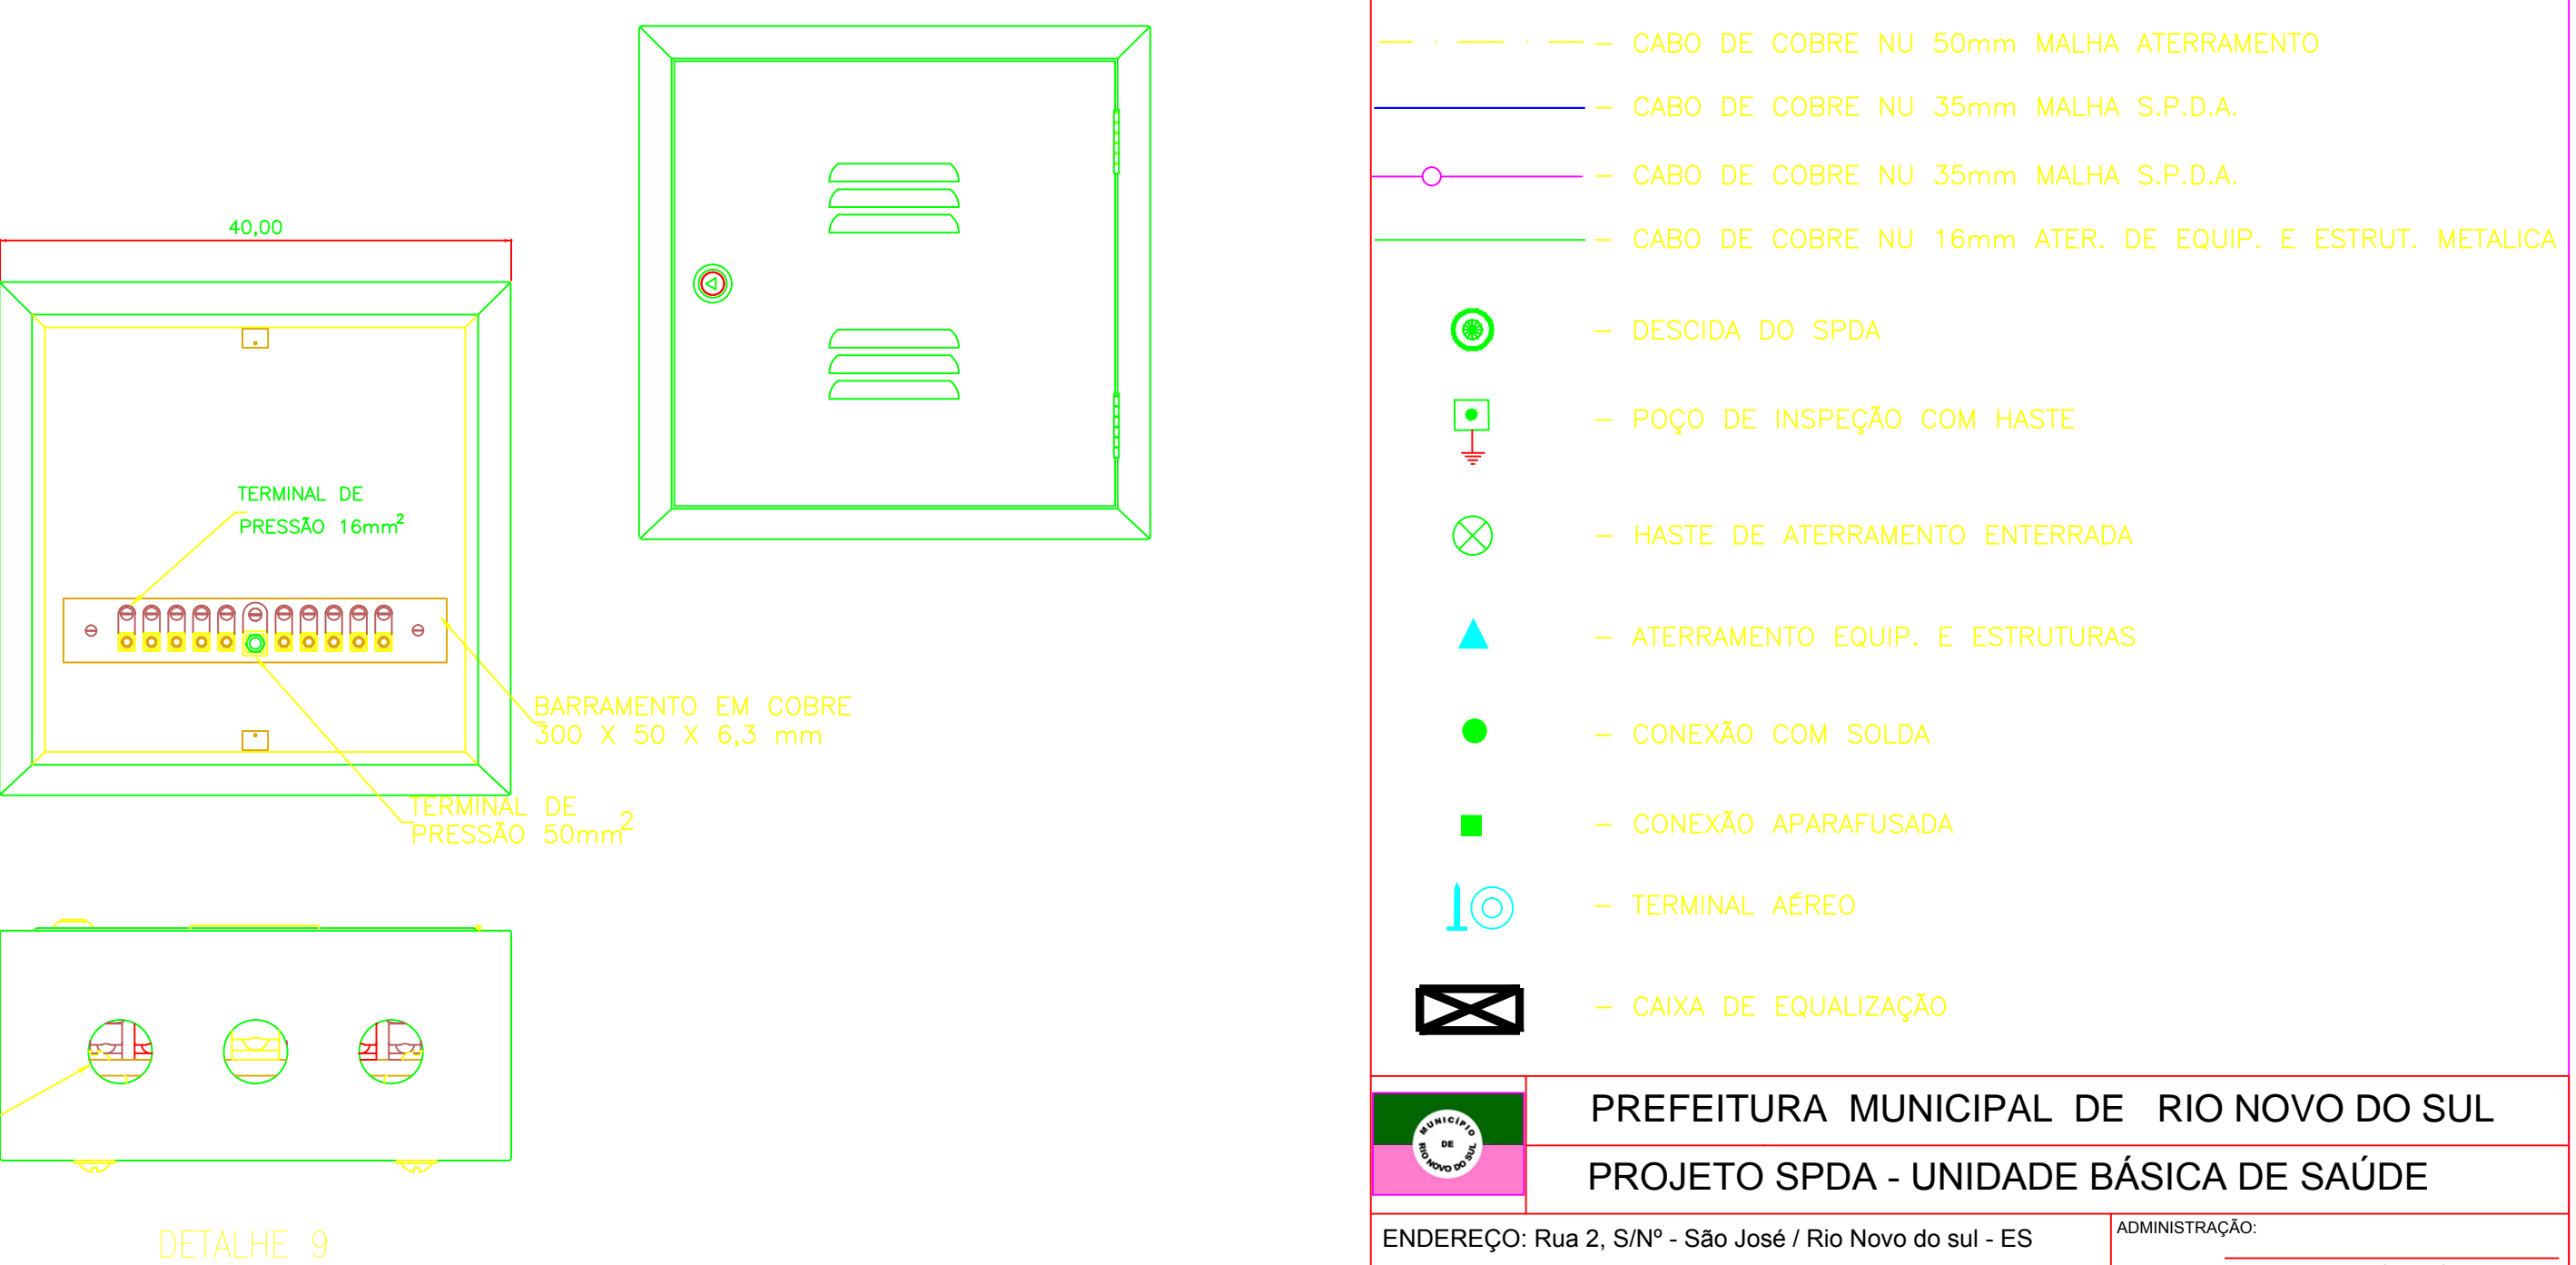 40,00
TERMINAL DE
PRESSÃO 16mm²
BARRAMENTO EM COBRE
300 X 50 X 6,3 mm
TERMINAL DE
PRESSÃO 50mm²
DETALHE 9
– CABO DE COBRE NU 50mm MALHA ATERRAMENTO
– CABO DE COBRE NU 35mm MALHA S.P.D.A.
– CABO DE COBRE NU 35mm MALHA S.P.D.A.
– CABO DE COBRE NU 16mm ATER. DE EQUIP. E ESTRUT. METALICA
– DESCIDA DO SPDA
– POÇO DE INSPEÇÃO COM HASTE
– HASTE DE ATERRAMENTO ENTERRADA
– ATERRAMENTO EQUIP. E ESTRUTURAS
– CONEXÃO COM SOLDA
– CONEXÃO APARAFUSADA
– TERMINAL AÉREO
– CAIXA DE EQUALIZAÇÃO
MUNICÍPIO
DE
RIO NOVO DO SUL
PREFEITURA MUNICIPAL DE RIO NOVO DO SUL
PROJETO SPDA - UNIDADE BÁSICA DE SAÚDE
ENDEREÇO: Rua 2, S/Nº - São José / Rio Novo do sul - ES
ADMINISTRAÇÃO: